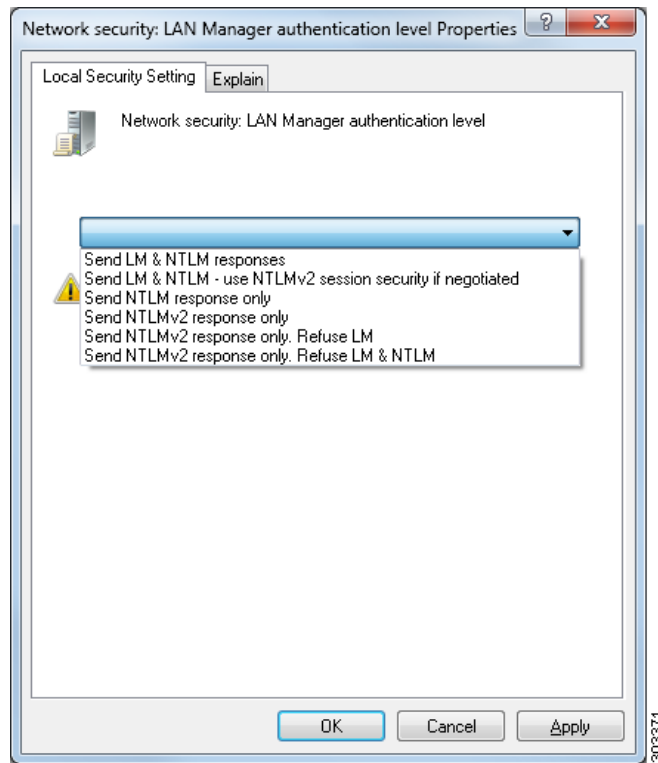 Network security: LAN Manager authentication level Properties
Local Security Setting
Explain
Network security: LAN Manager authentication level
Send LM & NTLM responses
Send LM & NTLM - use NTLMv2 session security if negotiated
Send NTLM response only
Send NTLMv2 response only
Send NTLMv2 response only. Refuse LM
Send NTLMv2 response only. Refuse LM & NTLM
OK
Cancel
Apply
303371